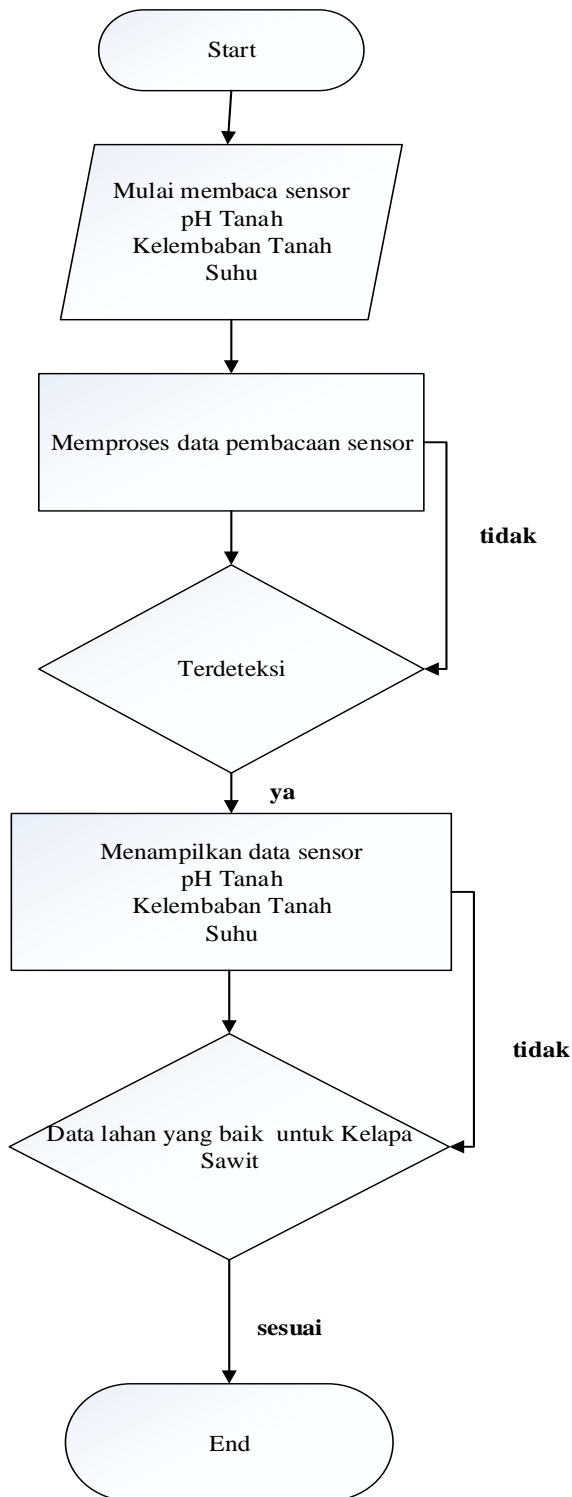 Start
Mulai membaca sensor
pH Tanah
Kelembaban Tanah
Suhu
Memproses data pembacaan sensor
tidak
Terdeteksi
ya
Menampilkan data sensor
pH Tanah
Kelembaban Tanah
Suhu
tidak
Data lahan yang baik untuk Kelapa
Sawit
sesuai
End